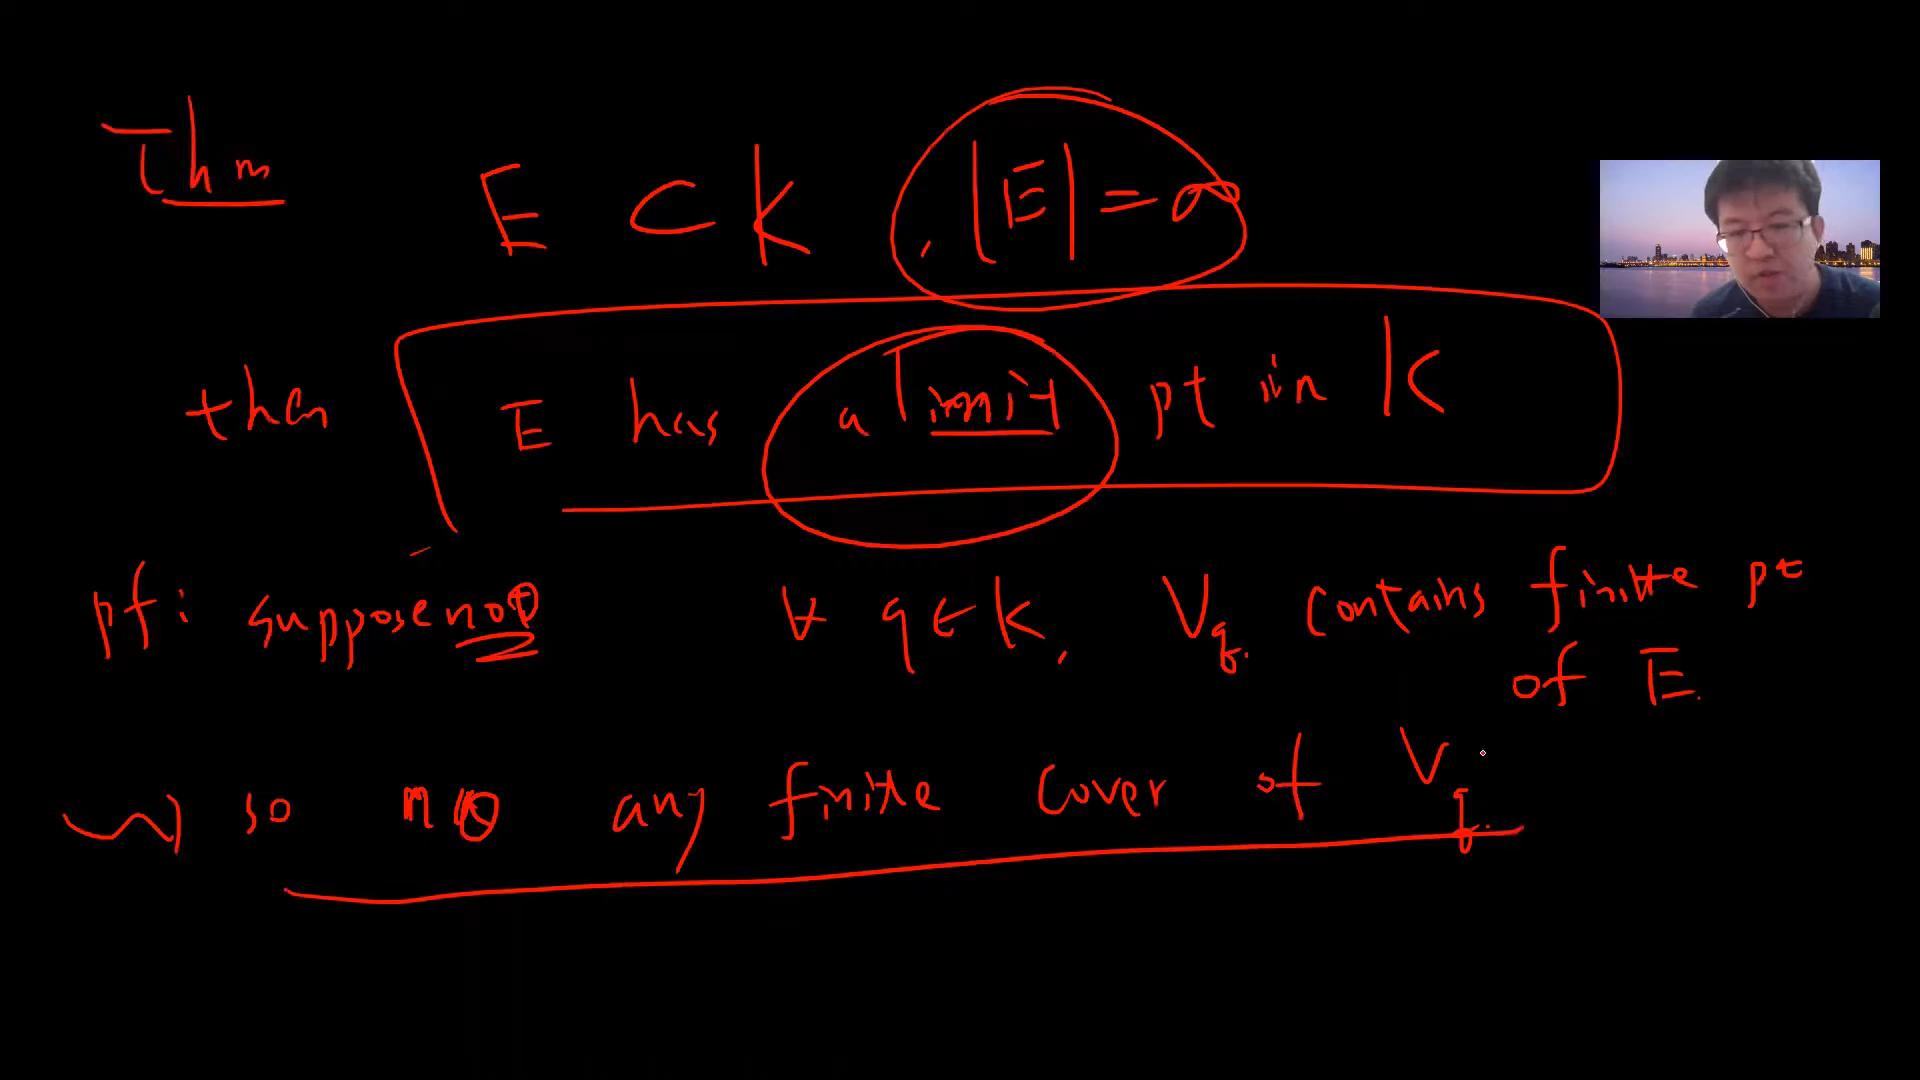 Thm
E ⊂ K , |E| = ∞
then E has a limit pt in K
pf: suppose not ∀ q ∈ K, V_q. contains finite pt
of E.
so no any finite cover of V_q.